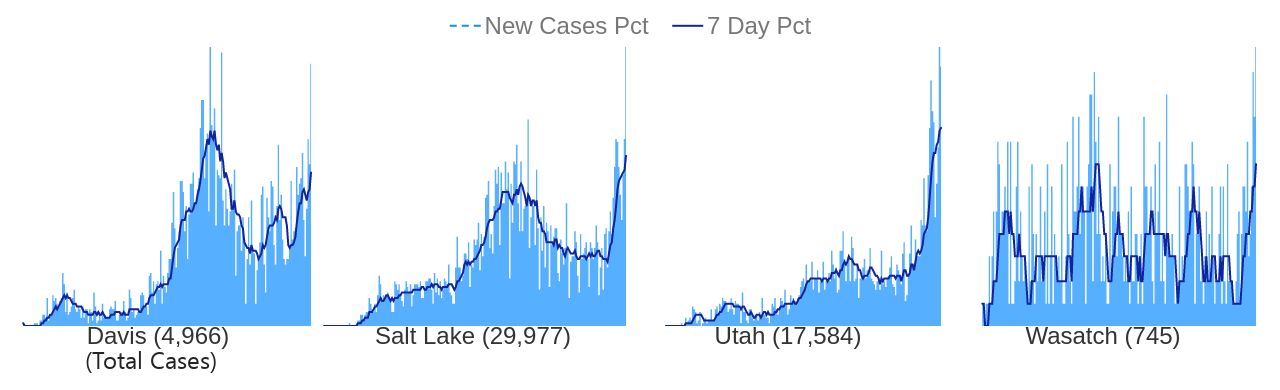 New Cases Pct 7 Day Pct
Davis (4,966) Salt Lake (29,977) Utah (17,584) Wasatch (745)
(Total Cases)